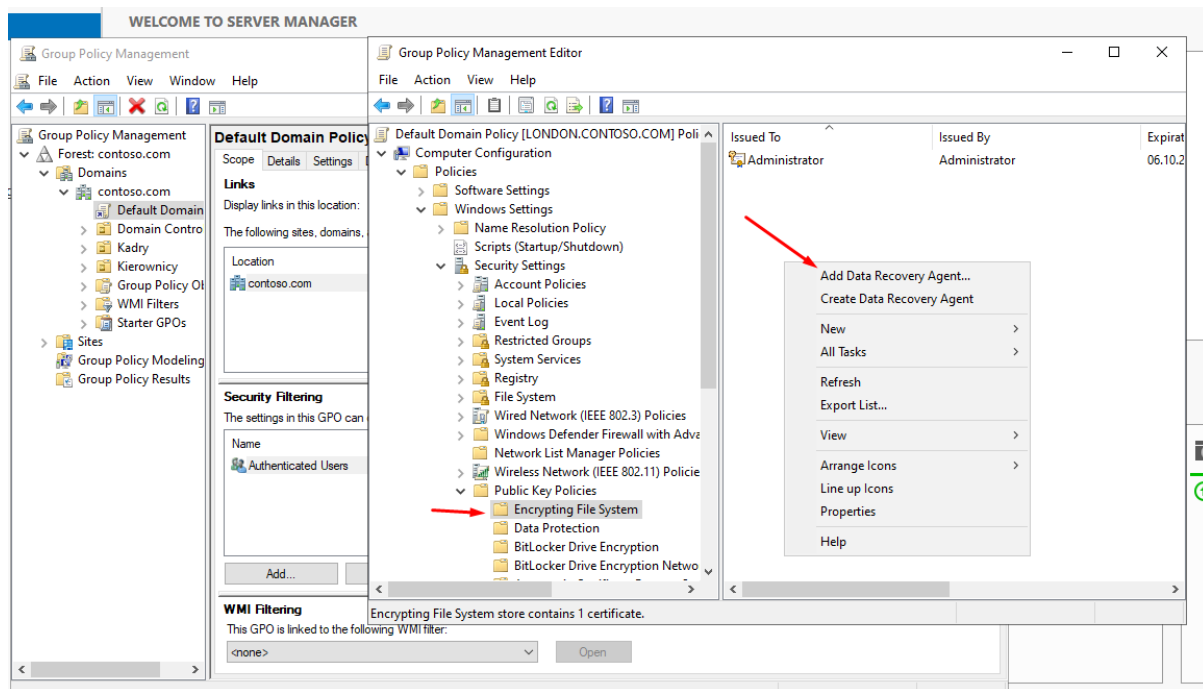 WELCOME TO SERVER MANAGER
Group Policy Management
File Action View Window Help
Group Policy Management
Forest: contoso.com
Domains
contoso.com
Default Domain
Domain Contro
Kadry
Kierownicy
Group Policy Ob
WMI Filters
Starter GPOs
Sites
Group Policy Modeling
Group Policy Results
Default Domain Policy
Scope Details Settings
Links
Display links in this location:
The following sites, domains,
Location
contoso.com
Security Filtering
The settings in this GPO can
Name
Authenticated Users
Add...
WMI Filtering
This GPO is linked to the following WMI filter:
<none>
Open
Group Policy Management Editor
File Action View Help
Default Domain Policy [LONDON.CONTOSO.COM] Poli
Computer Configuration
Policies
Software Settings
Windows Settings
Name Resolution Policy
Scripts (Startup/Shutdown)
Security Settings
Account Policies
Local Policies
Event Log
Restricted Groups
System Services
Registry
File System
Wired Network (IEEE 802.3) Policies
Windows Defender Firewall with Adva
Network List Manager Policies
Wireless Network (IEEE 802.11) Policie
Public Key Policies
Encrypting File System
Data Protection
BitLocker Drive Encryption
BitLocker Drive Encryption Netwo
Issued To Issued By Expirat
Administrator Administrator 06.10.2
Add Data Recovery Agent...
Create Data Recovery Agent
New
All Tasks
Refresh
Export List...
View
Arrange Icons
Line up Icons
Properties
Help
Encrypting File System store contains 1 certificate.